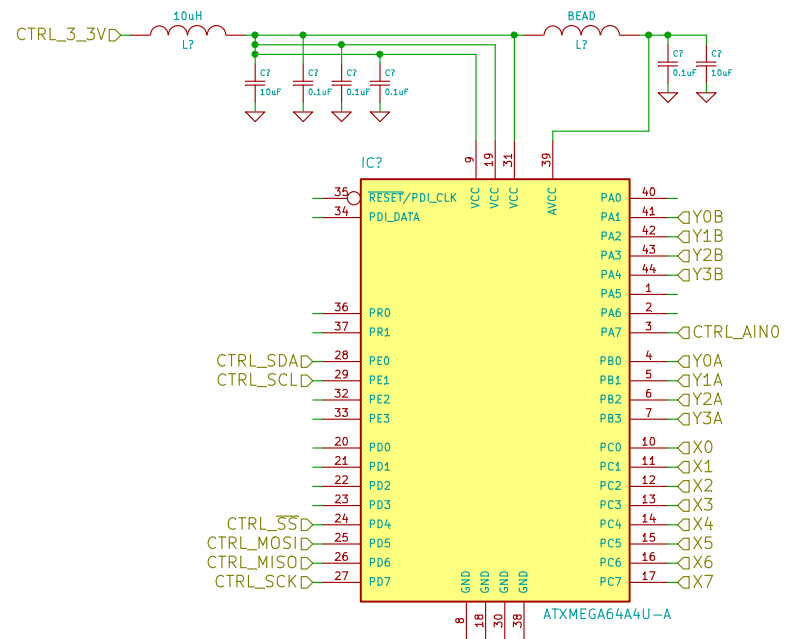 10uH BEAD
CTRL_3_3V
L? L?
C? C? C? C? C? C?
10uF 0.1uF 0.1uF 0.1uF 0.1uF 10uF
IC?
9 19 31 39
VCC VCC VCC AVCC
35 RESET/PDI_CLK PA0 40
34 PDI_DATA PA1 41 Y0B
PA2 42 Y1B
PA3 43 Y2B
PA4 44 Y3B
PA5 1
36 PR0 PA6 2
37 PR1 PA7 3 CTRL_AIN0
CTRL_SDA 28 PE0 PB0 4 Y0A
CTRL_SCL 29 PE1 PB1 5 Y1A
32 PE2 PB2 6 Y2A
33 PE3 PB3 7 Y3A
20 PD0 PC0 10 X0
21 PD1 PC1 11 X1
22 PD2 PC2 12 X2
23 PD3 PC3 13 X3
CTRL_SS 24 PD4 PC4 14 X4
CTRL_MOSI 25 PD5 PC5 15 X5
CTRL_MISO 26 PD6 PC6 16 X6
CTRL_SCK 27 PD7 PC7 17 X7
GND GND GND GND
8 18 30 38
ATXMEGA64A4U-A